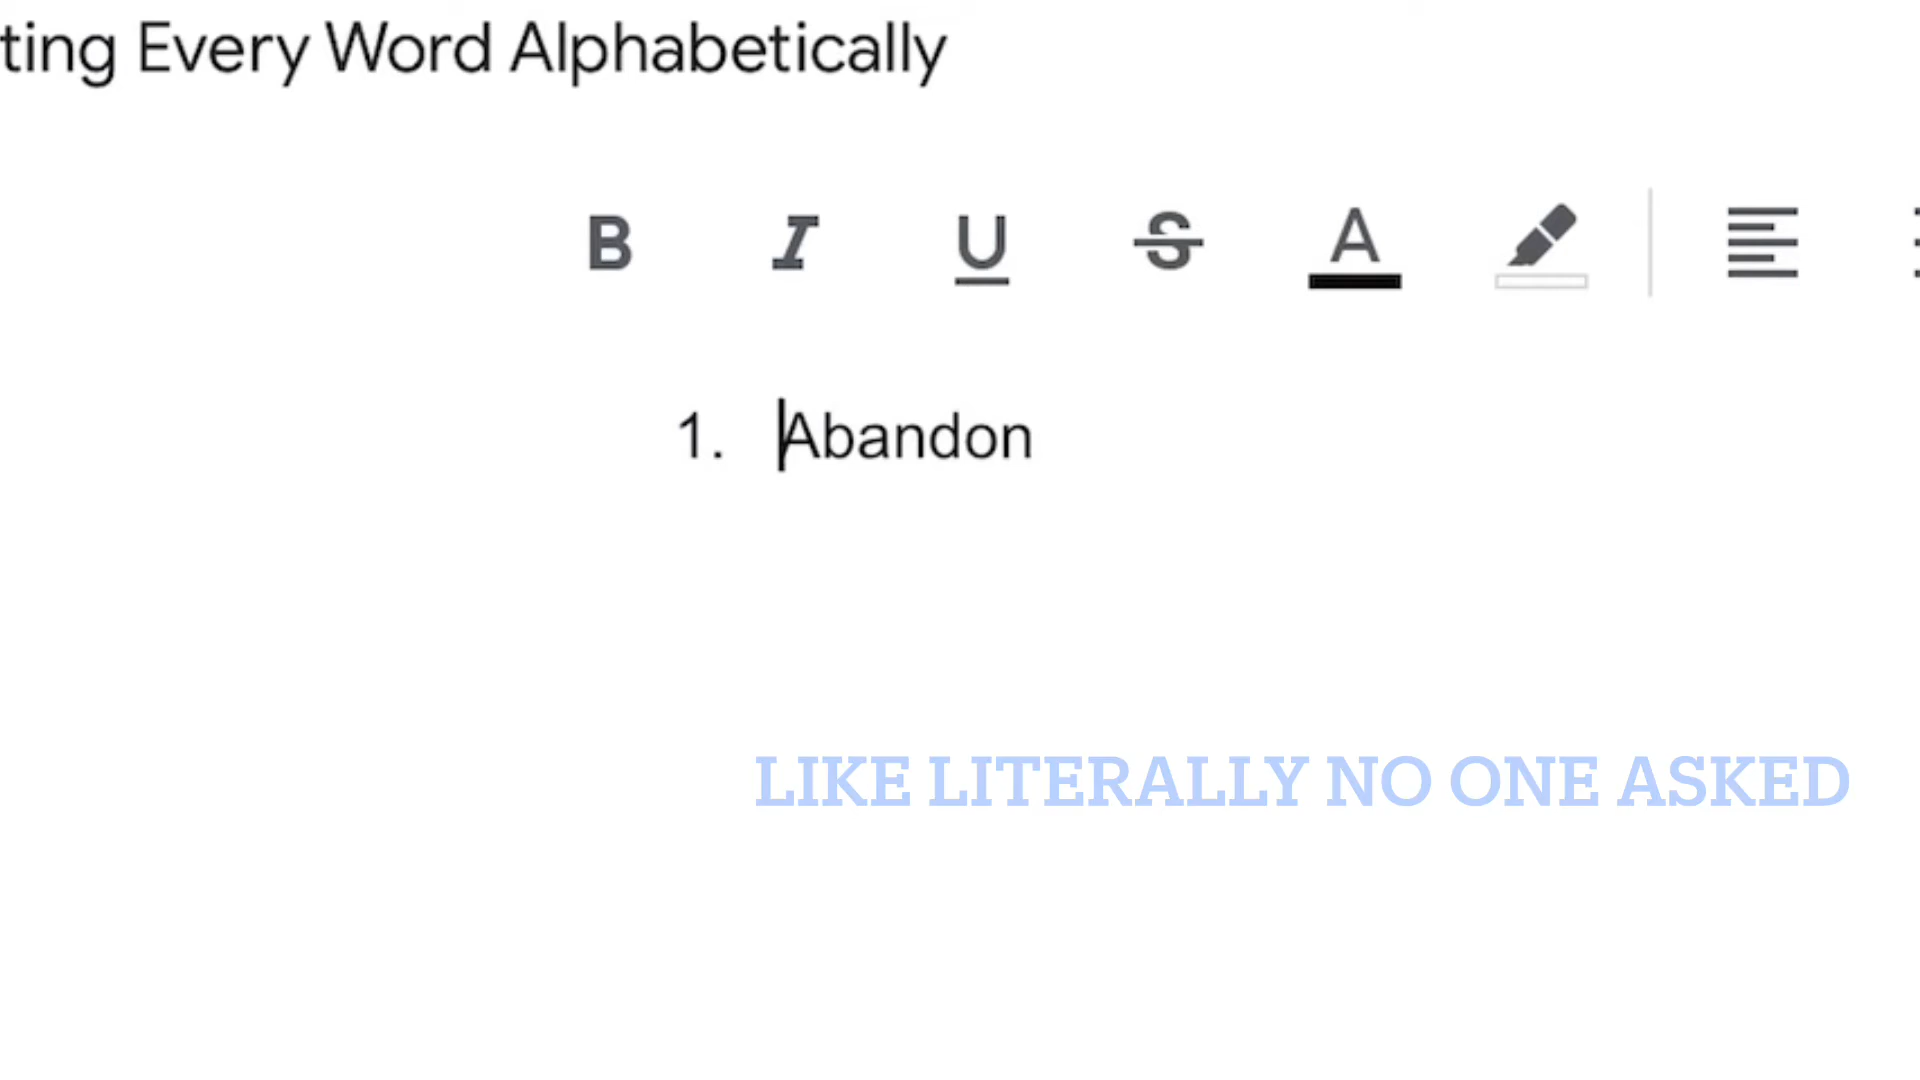 ting Every Word Alphabetically
B I U S A
1. Abandon
LIKE LITERALLY NO ONE ASKED